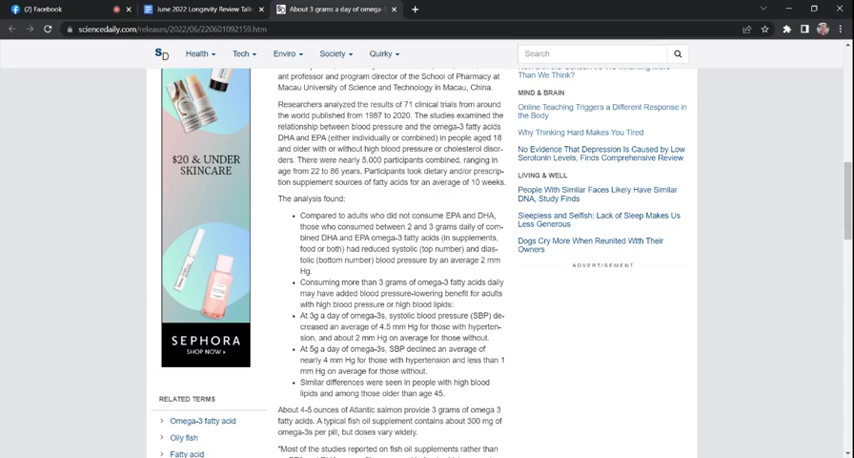 (2) Facebook
June 2022 Longevity Review Talk
About 3 grams a day of omega-3
sciencedaily.com/releases/2022/06/220601092159.htm
SD
Health
Tech
Enviro
Society
Quirky
Search
ant professor and program director of the School of Pharmacy at
Macau University of Science and Technology in Macau, China.
Researchers analyzed the results of 71 clinical trials from around
the world published from 1987 to 2020. The studies examined the
relationship between blood pressure and the omega-3 fatty acids
DHA and EPA (either individually or combined) in people aged 18
and older with or without high blood pressure or cholesterol disor-
ders. There were nearly 5,000 participants combined, ranging in
age from 22 to 86 years. Participants took dietary and/or prescrip-
tion supplement sources of fatty acids for an average of 10 weeks.
The analysis found:
• Compared to adults who did not consume EPA and DHA,
those who consumed between 2 and 3 grams daily of com-
bined DHA and EPA omega-3 fatty acids (in supplements,
food or both) had reduced systolic (top number) and dias-
tolic (bottom number) blood pressure by an average 2 mm
Hg.
• Consuming more than 3 grams of omega-3 fatty acids daily
may have added blood pressure-lowering benefit for adults
with high blood pressure or high blood lipids:
• At 3g a day of omega-3s, systolic blood pressure (SBP) de-
creased an average of 4.5 mm Hg for those with hyperten-
sion, and about 2 mm Hg on average for those without.
• At 5g a day of omega-3s, SBP declined an average of
nearly 4 mm Hg for those with hypertension and less than 1
mm Hg on average for those without.
• Similar differences were seen in people with high blood
lipids and among those older than age 45.
About 4-5 ounces of Atlantic salmon provide 3 grams of omega 3
fatty acids. A typical fish oil supplement contains about 300 mg of
omega-3s per pill, but doses vary widely.
"Most of the studies reported on fish oil supplements rather than
$20 & UNDER
SKINCARE
SEPHORA
SHOP NOW
RELATED TERMS
Omega-3 fatty acid
Oily fish
Fatty acid
Than We Think?
MIND & BRAIN
Online Teaching Triggers a Different Response in
the Body
Why Thinking Hard Makes You Tired
No Evidence That Depression Is Caused by Low
Serotonin Levels, Finds Comprehensive Review
LIVING & WELL
People With Similar Faces Likely Have Similar
DNA, Study Finds
Sleepless and Selfish: Lack of Sleep Makes Us
Less Generous
Dogs Cry More When Reunited With Their
Owners
ADVERTISEMENT